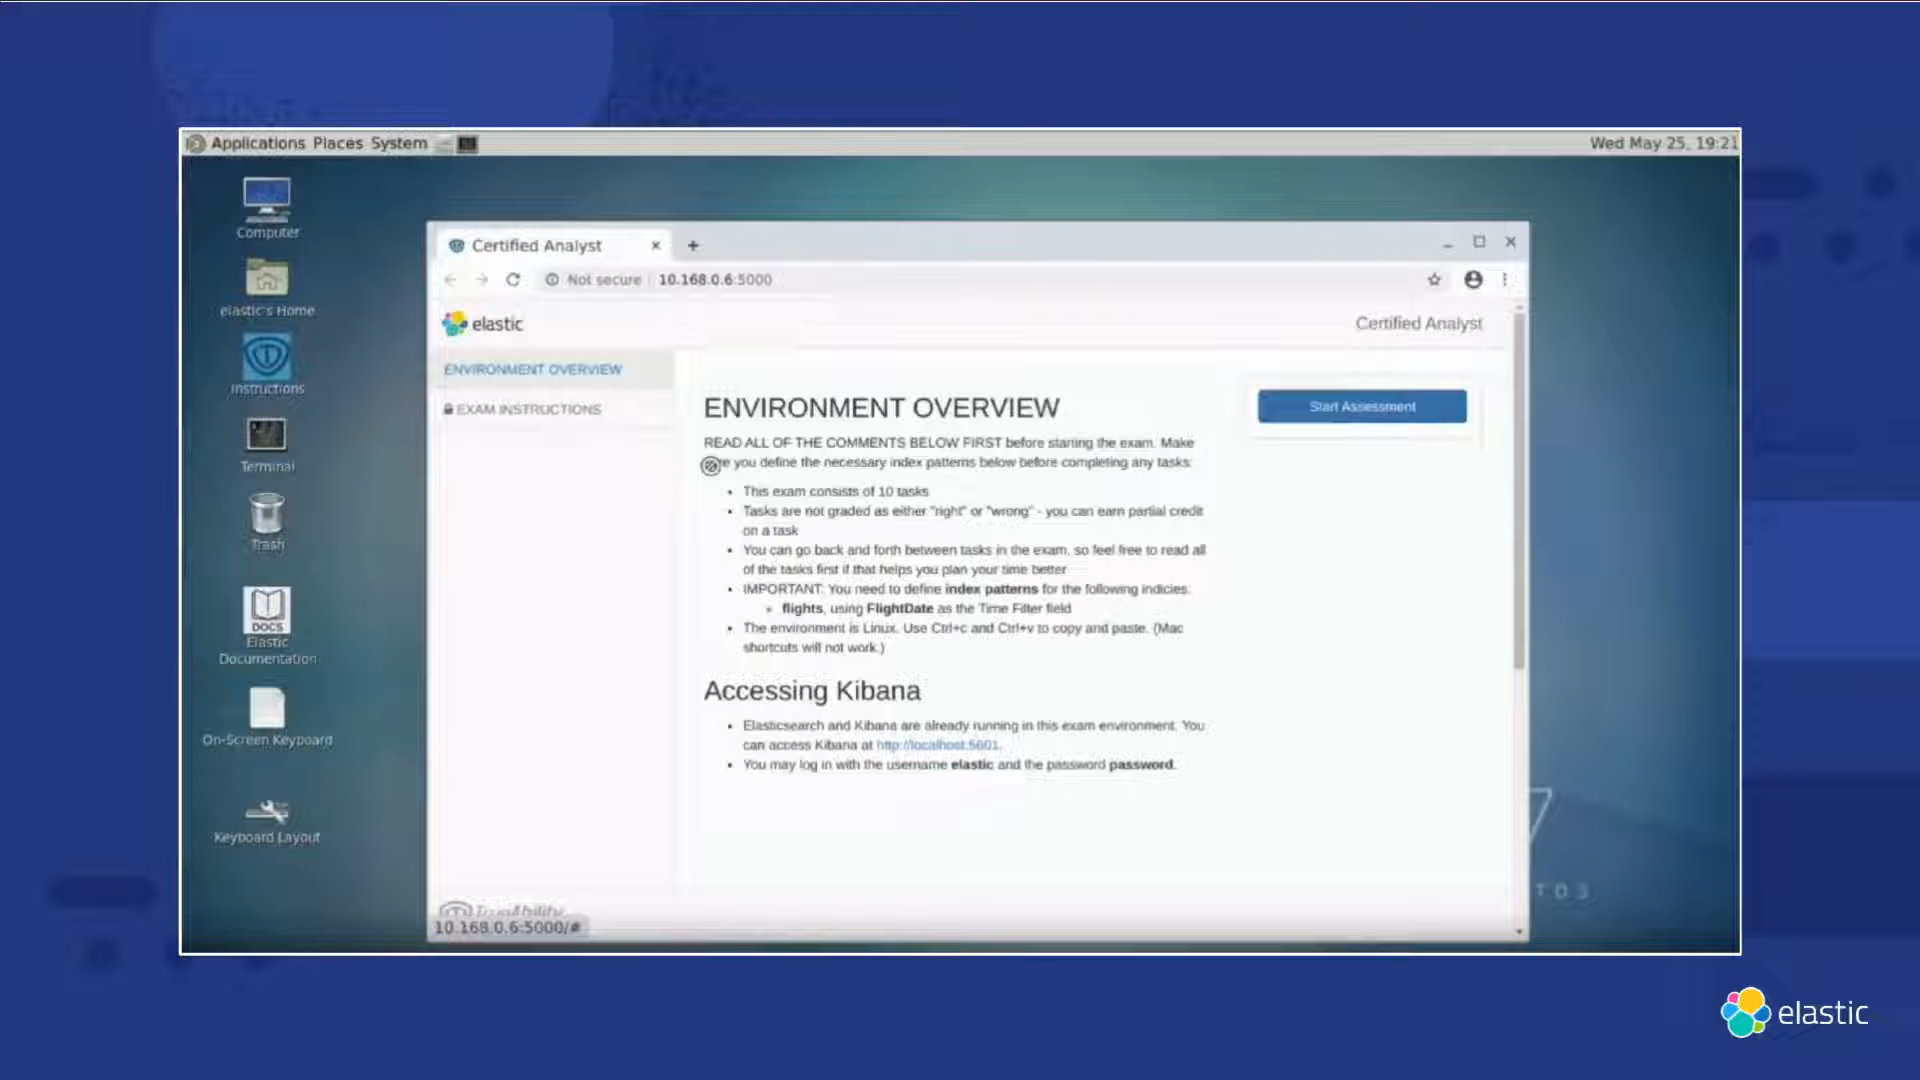 Applications Places System
Wed May 25, 19:21
Computer
elastic's Home
Instructions
Terminal
Trash
DOCS
Elastic
Documentation
On-Screen Keyboard
Keyboard Layout
Certified Analyst
Not secure 10.168.0.6:5000
elastic
Certified Analyst
ENVIRONMENT OVERVIEW
EXAM INSTRUCTIONS
ENVIRONMENT OVERVIEW
Start Assessment
READ ALL OF THE COMMENTS BELOW FIRST before starting the exam. Make
you define the necessary index patterns below before completing any tasks:
• This exam consists of 10 tasks
• Tasks are not graded as either "right" or "wrong" - you can earn partial credit
on a task
• You can go back and forth between tasks in the exam, so feel free to read all
of the tasks first if that helps you plan your time better
• IMPORTANT: You need to define index patterns for the following indicies:
flights, using FlightDate as the Time Filter field
• The environment is Linux. Use Ctrl+c and Ctrl+v to copy and paste. (Mac
shortcuts will not work.)
Accessing Kibana
• Elasticsearch and Kibana are already running in this exam environment. You
can access Kibana at http://localhost:5601.
• You may log in with the username elastic and the password password.
10.168.0.6:5000/#
elastic